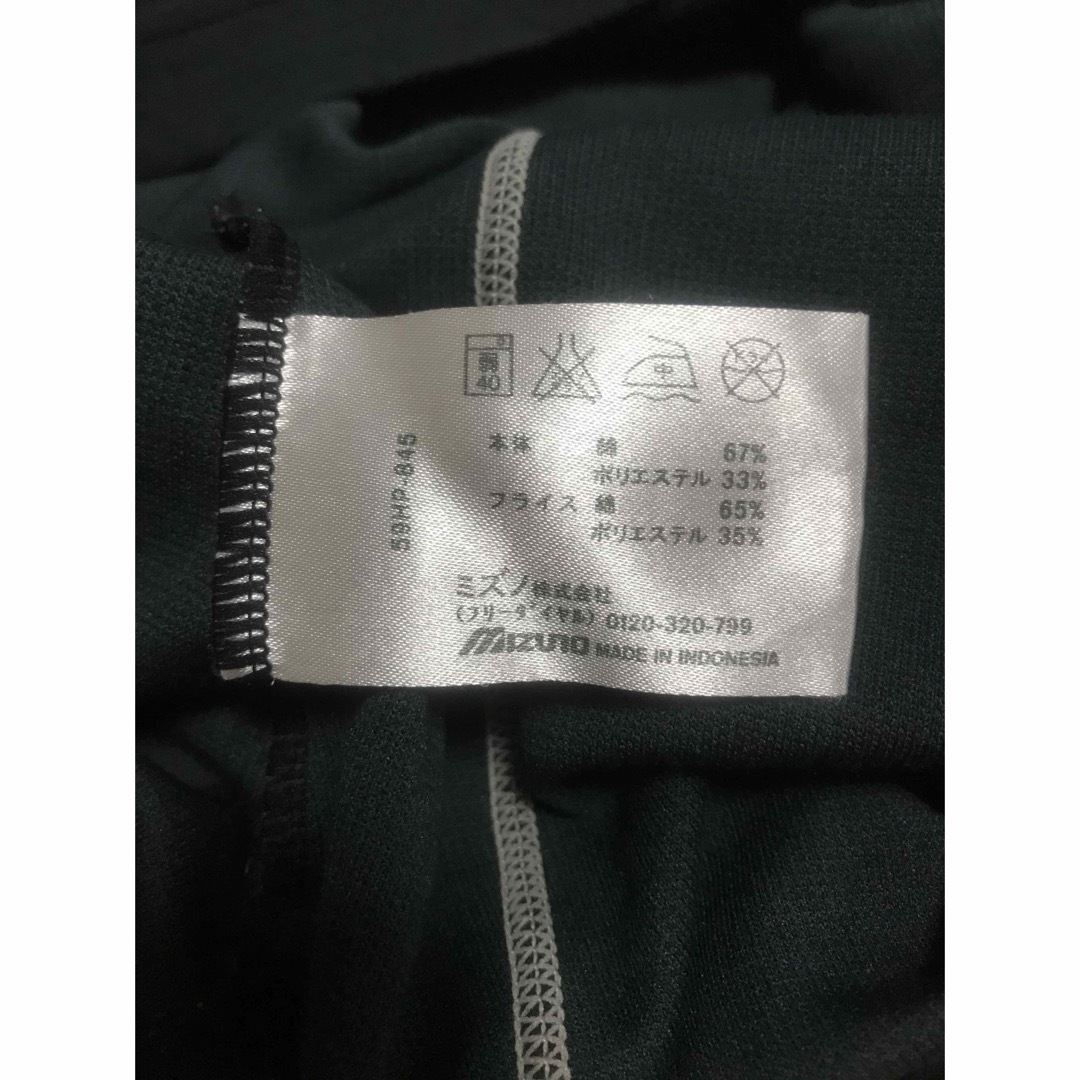 弱
40
中
59HP-845
本体 綿 67%
ポリエステル 33%
フライス 綿 65%
ポリエステル 35%
ミズノ株式会社
(フリーダイヤル) 0120-320-799
MIZUNO MADE IN INDONESIA